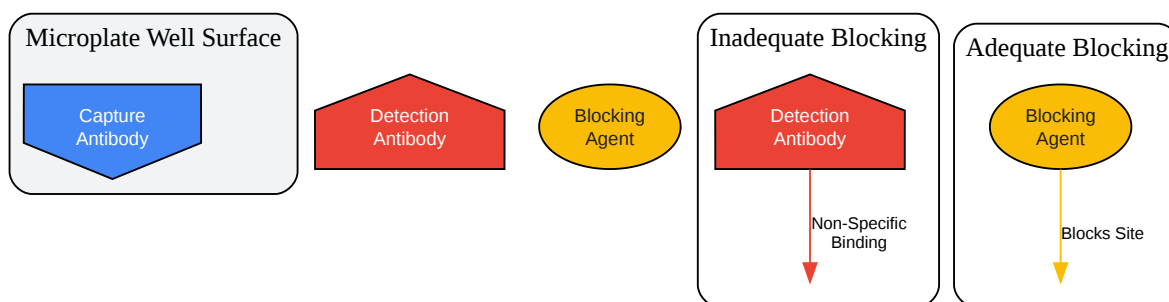 Microplate Well Surface
Capture
Antibody
Detection
Antibody
Blocking
Agent
Inadequate Blocking
Detection
Antibody
Non-Specific
Binding
Adequate Blocking
Blocking
Agent
Blocks Site